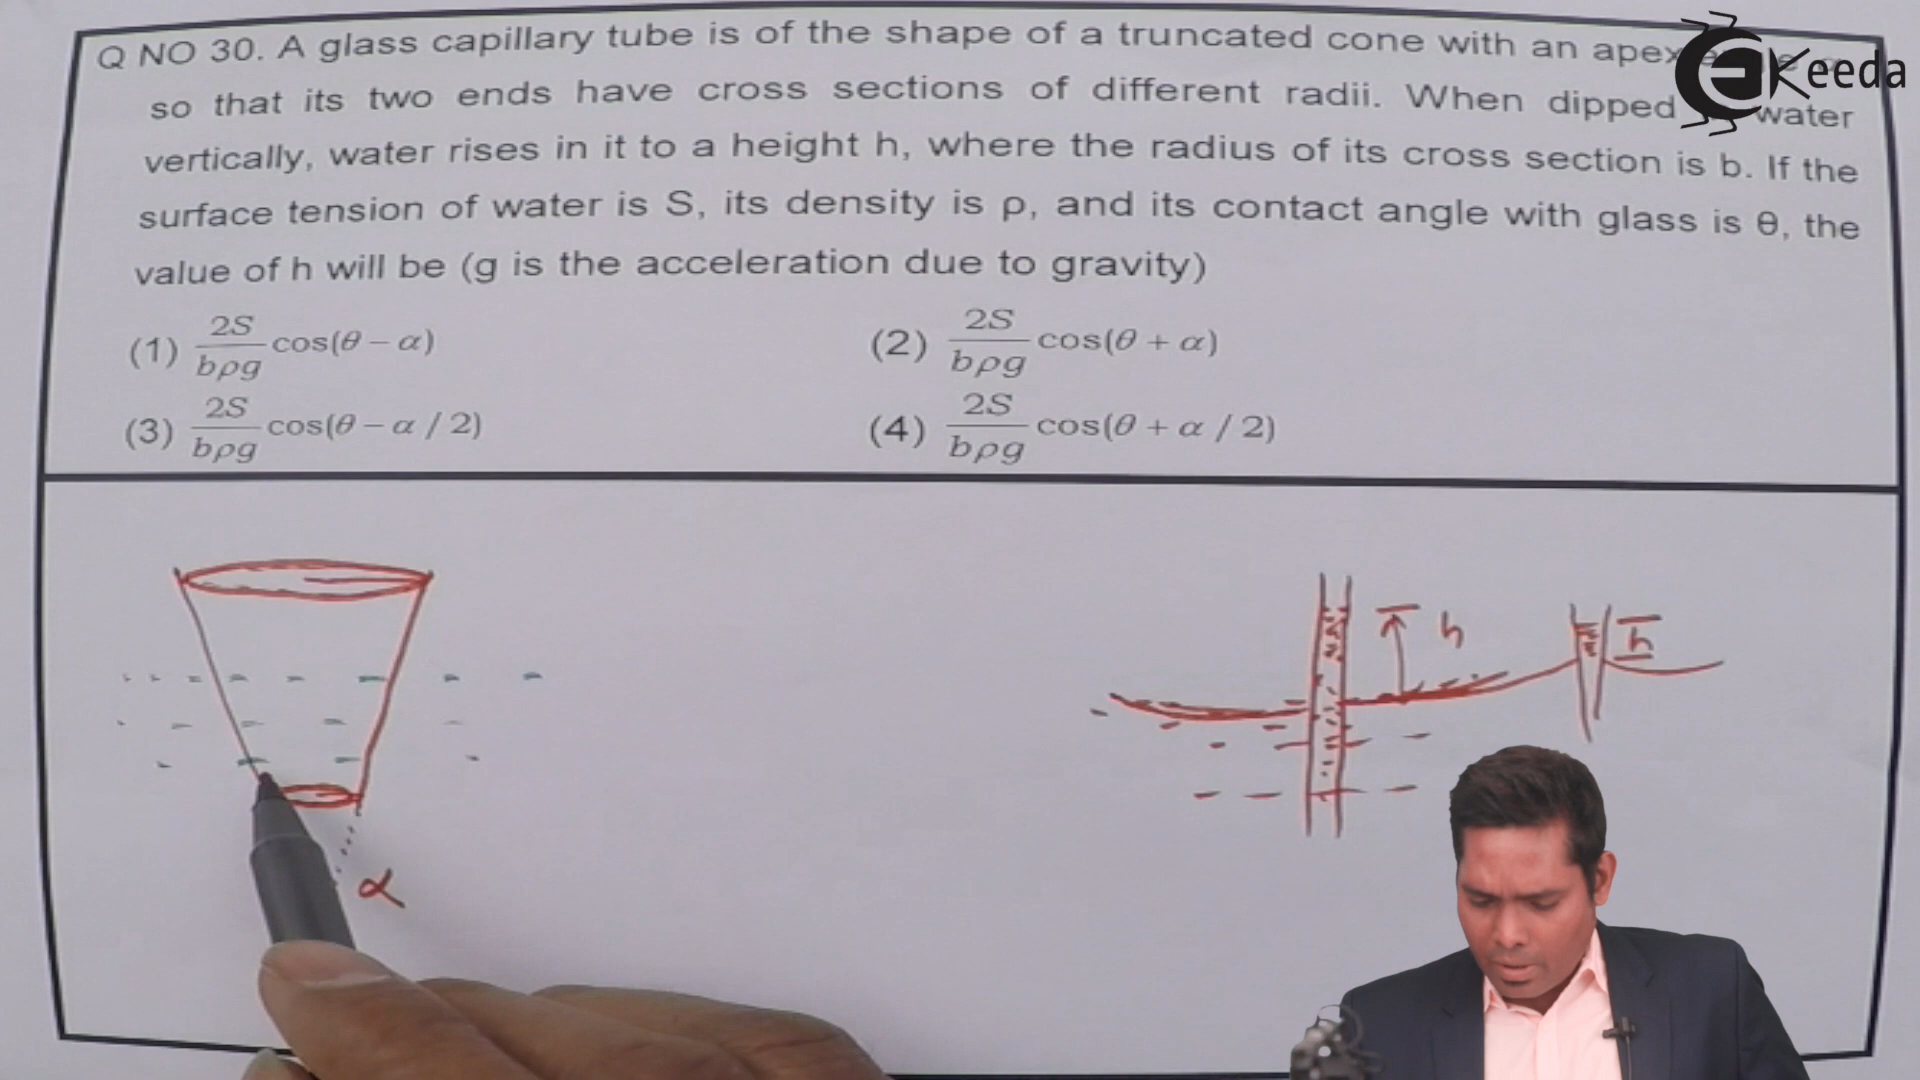 Q NO 30. A glass capillary tube is of the shape of a truncated cone with an apex
so that its two ends have cross sections of different radii. When dipped water
vertically, water rises in it to a height h, where the radius of its cross section is b. If the
surface tension of water is S, its density is ρ, and its contact angle with glass is θ, the
value of h will be (g is the acceleration due to gravity)
(1) 2S/bρg cos(θ − α)
(2) 2S/bρg cos(θ + α)
(3) 2S/bρg cos(θ − α / 2)
(4) 2S/bρg cos(θ + α / 2)
h
h
α
Keeda